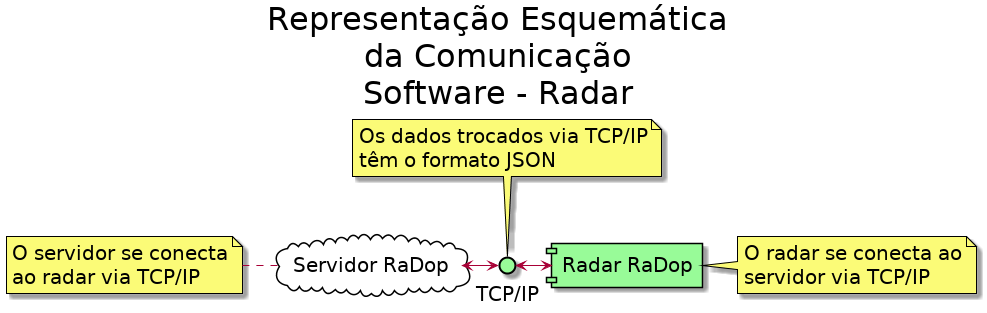 Representação Esquemática
da Comunicação
Software - Radar
Os dados trocados via TCP/IP
têm o formato JSON
O servidor se conecta
ao radar via TCP/IP
Servidor RaDop
TCP/IP
Radar RaDop
O radar se conecta ao
servidor via TCP/IP